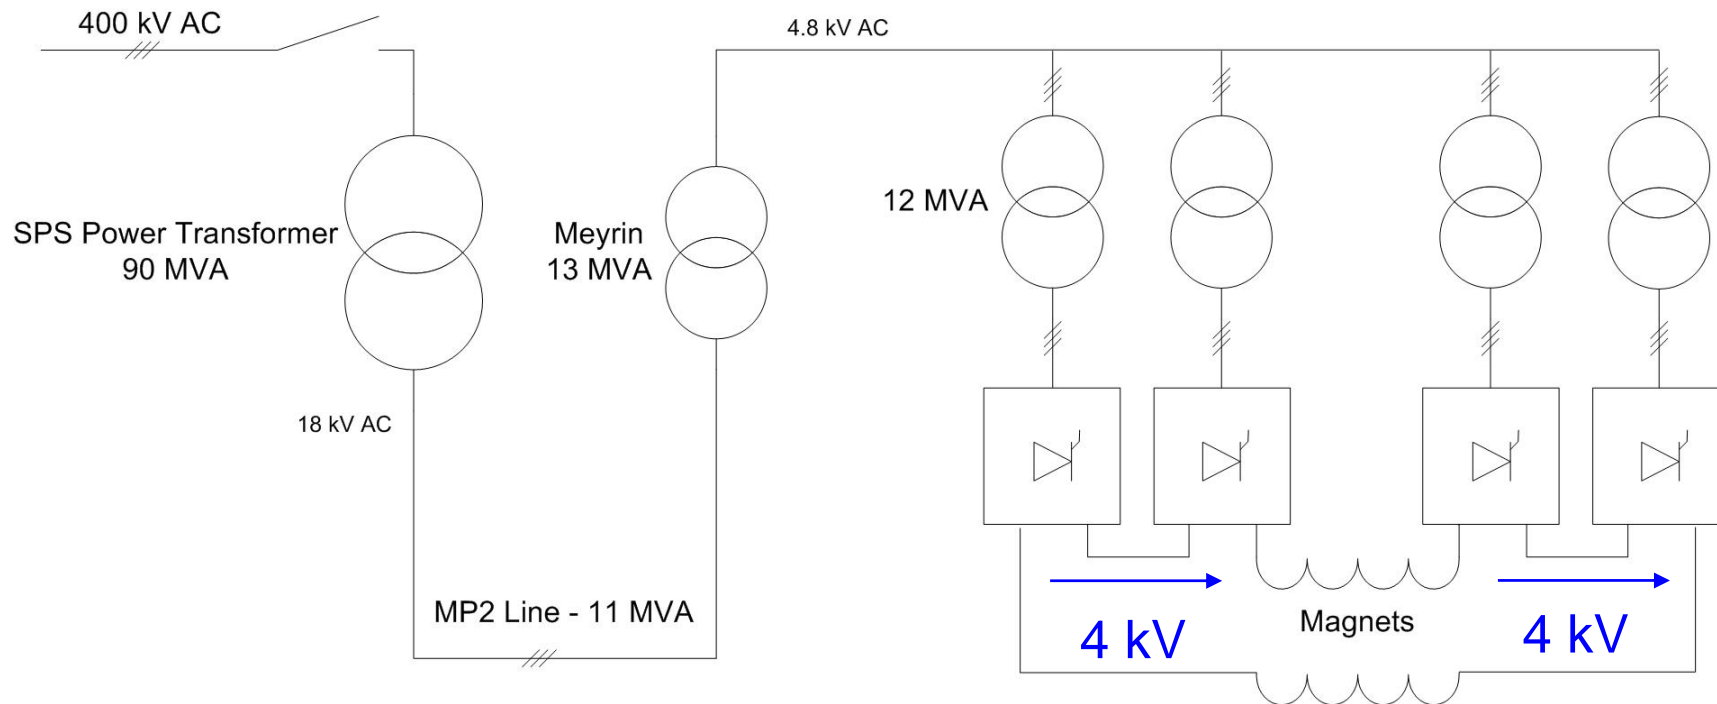 400 kV AC
4.8 kV AC
SPS Power Transformer
90 MVA
Meyrin
13 MVA
12 MVA
18 kV AC
MP2 Line - 11 MVA
Magnets
4 kV
4 kV